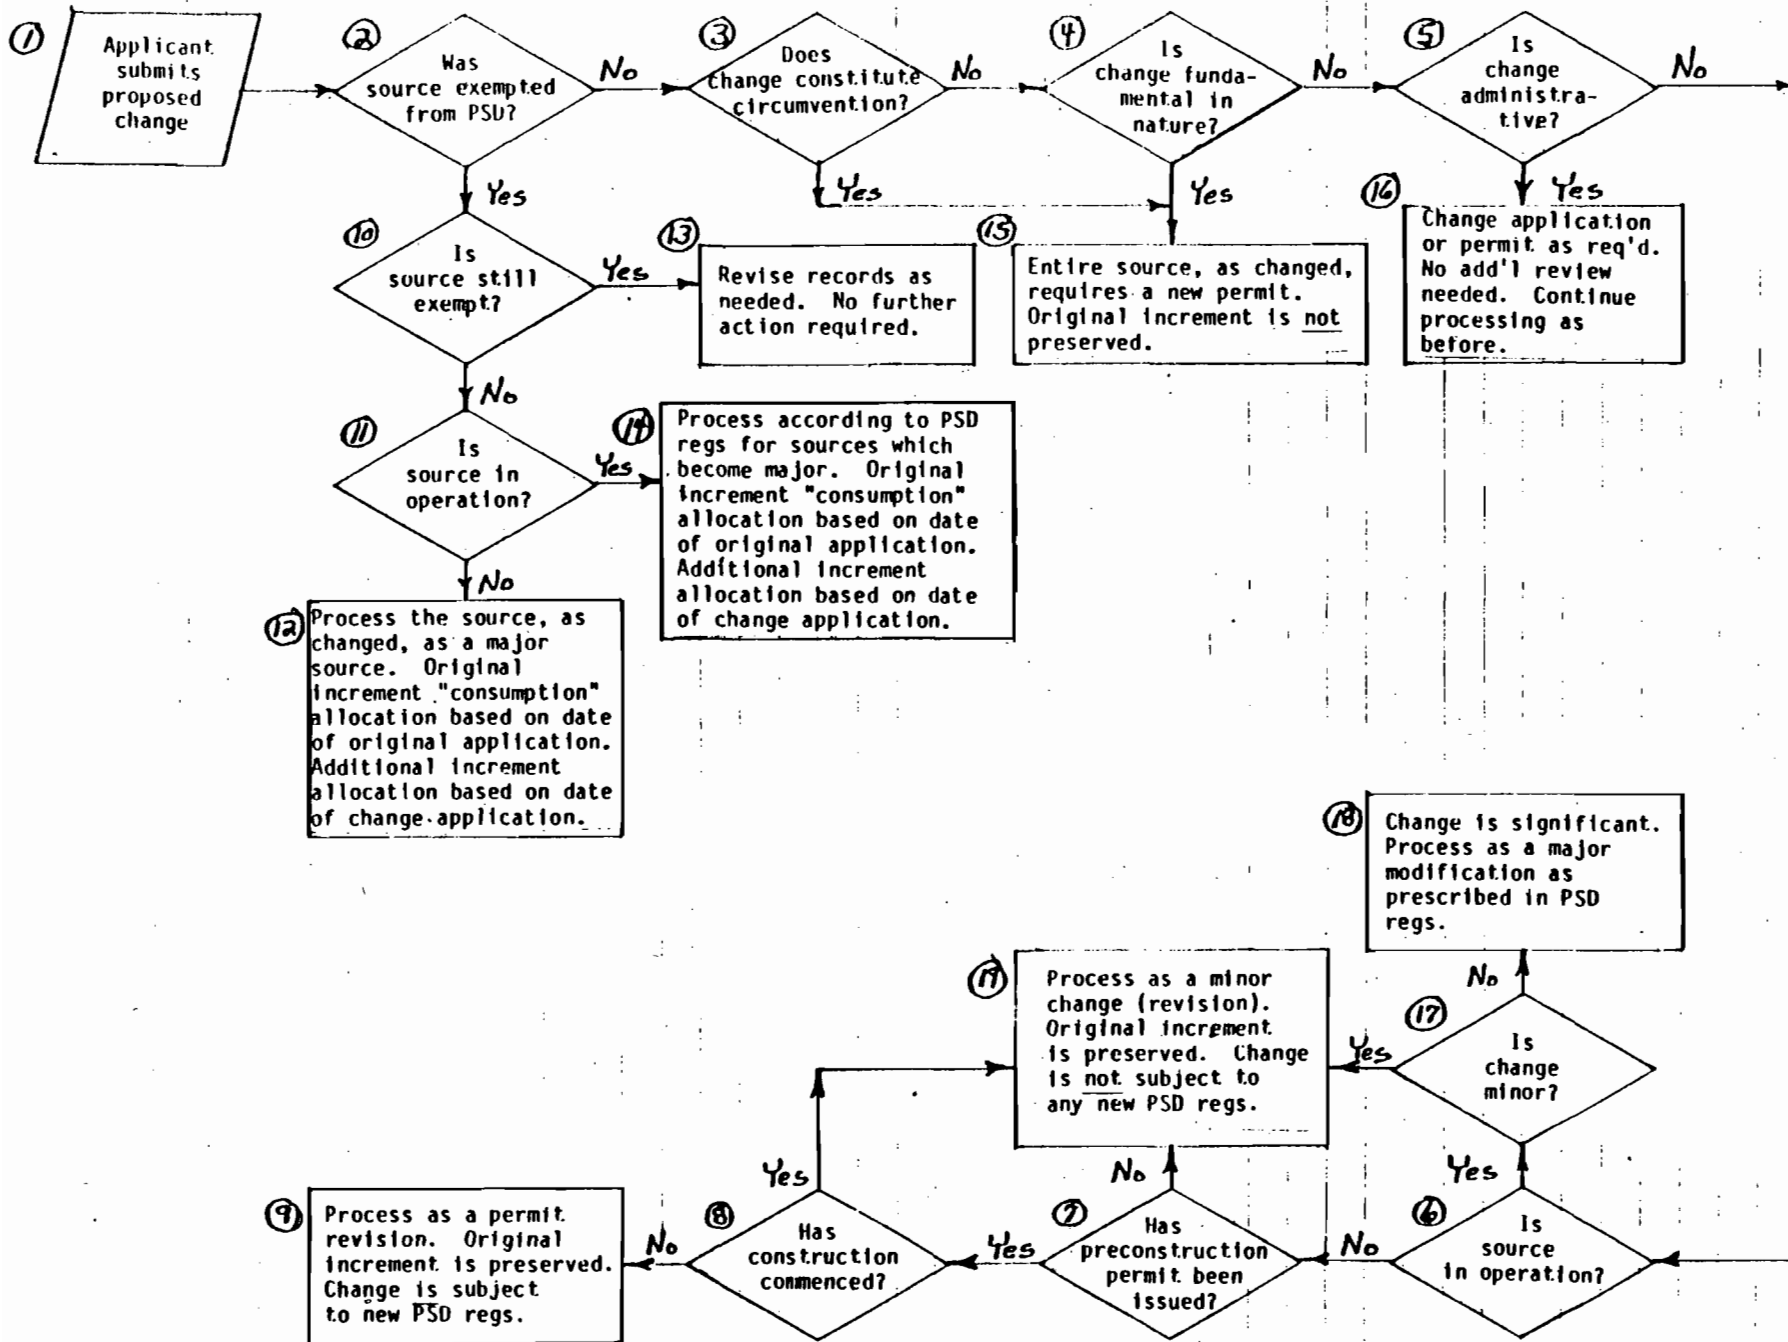 ①
Applicant
submits
proposed
change
②
Was
source exempted
from PSD?
No
③
Does
change constitute
circumvention?
No
④
Is
change funda-
mental in
nature?
No
⑤
Is
change
administra-
tive?
No
Yes
Yes
Yes
Yes
⑩
Is
source still
exempt?
Yes
⑬
Revise records as
needed. No further
action required.
⑮
Entire source, as changed,
requires a new permit.
Original increment is not
preserved.
⑯
Change application
or permit as req'd.
No add'l review
needed. Continue
processing as
before.
No
⑪
Is
source in
operation?
Yes
⑭
Process according to PSD
regs for sources which
become major. Original
increment "consumption"
allocation based on date
of original application.
Additional increment
allocation based on date
of change application.
No
⑫
Process the source, as
changed, as a major
source. Original
increment "consumption"
allocation based on date
of original application.
Additional increment
allocation based on date
of change application.
⑱
Change is significant.
Process as a major
modification as
prescribed in PSD
regs.
No
⑲
Process as a minor
change (revision).
Original increment
is preserved. Change
is not subject to
any new PSD regs.
Yes
⑰
Is
change
minor?
Yes
No
Yes
⑨
Process as a permit
revision. Original
increment is preserved.
Change is subject
to new PSD regs.
No
⑧
Has
construction
commenced?
Yes
⑦
Has
preconstruction
permit been
issued?
No
⑥
Is
source
in operation?